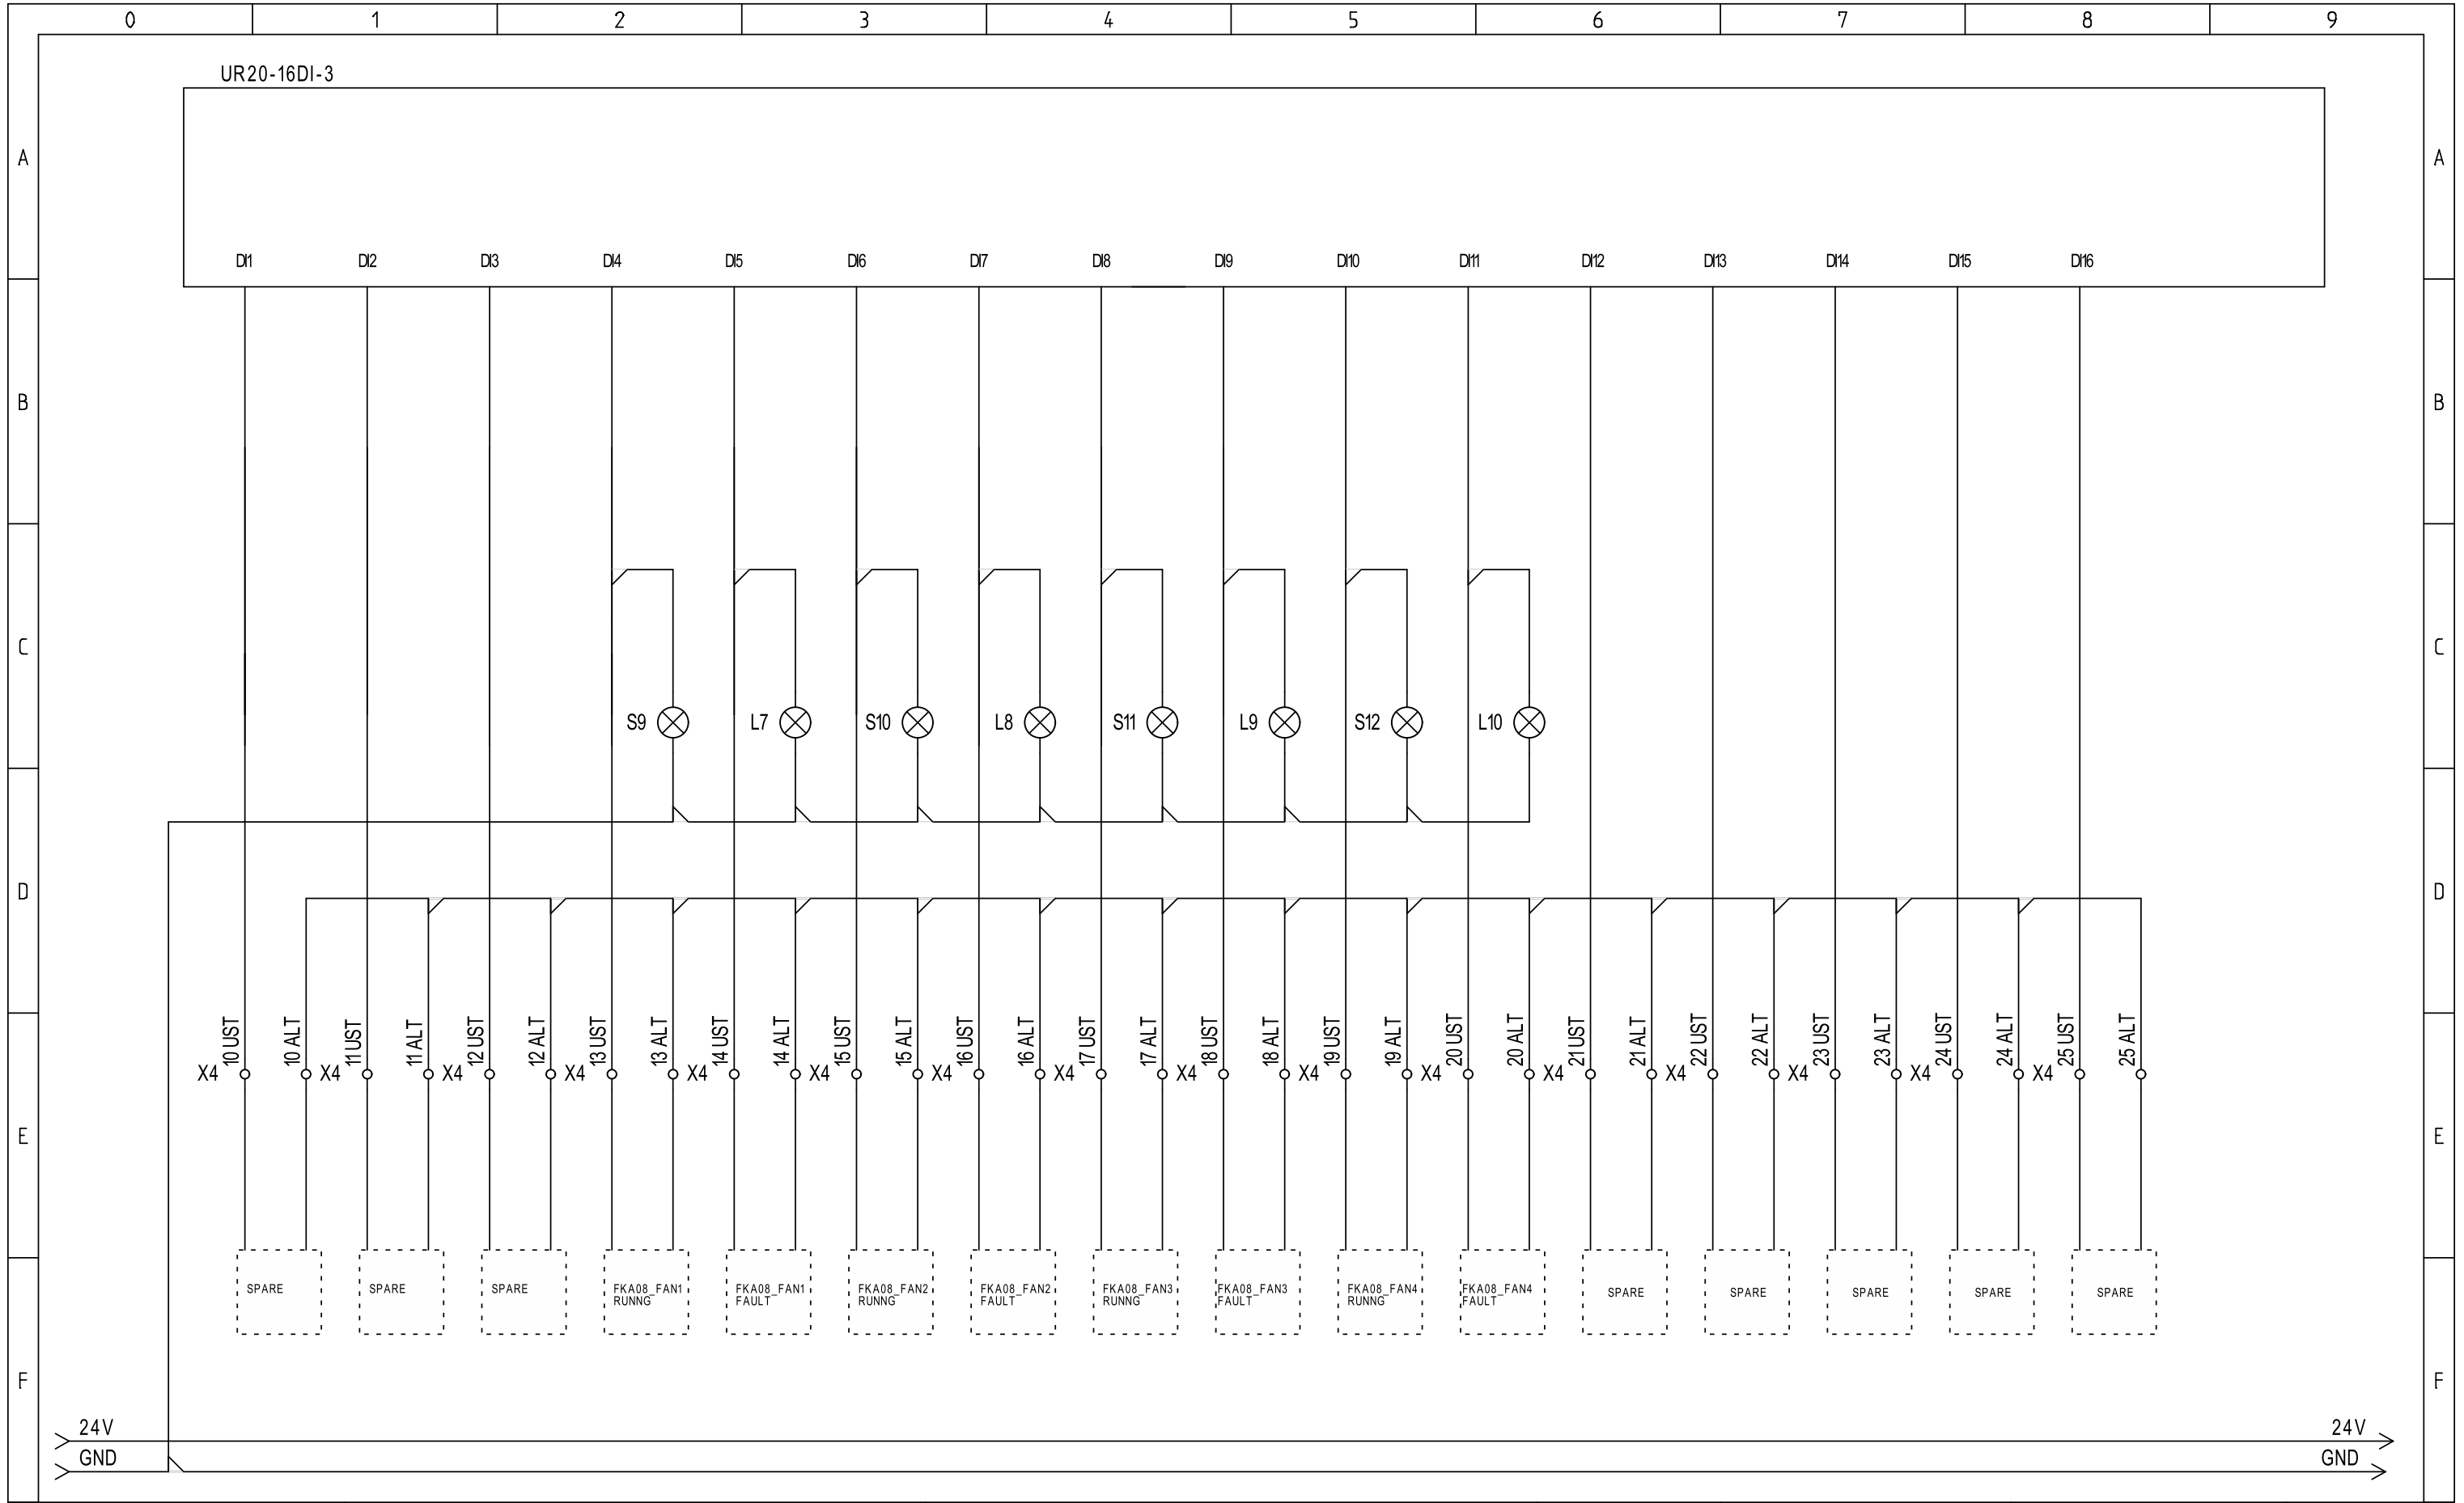 0 1 2 3 4 5 6 7 8 9
UR20-16DI-3
A A
DI1 DI2 DI3 DI4 DI5 DI6 DI7 DI8 DI9 DI10 DI11 DI12 DI13 DI14 DI15 DI16
B B
C C
S9 L7 S10 L8 S11 L9 S12 L10
D D
10 UST 10 ALT 11 UST 11 ALT 12 UST 12 ALT 13 UST 13 ALT 14 UST 14 ALT 15 UST 15 ALT 16 UST 16 ALT 17 UST 17 ALT 18 UST 18 ALT 19 UST 19 ALT 20 UST 20 ALT 21 UST 21 ALT 22 UST 22 ALT 23 UST 23 ALT 24 UST 24 ALT 25 UST 25 ALT
X4 X4 X4 X4 X4 X4 X4 X4 X4 X4 X4 X4 X4 X4 X4 X4
E E
SPARE
SPARE
SPARE
FKA08_FAN1
RUNNG
FKA08_FAN1
FAULT
FKA08_FAN2
RUNNG
FKA08_FAN2
FAULT
FKA08_FAN3
RUNNG
FKA08_FAN3
FAULT
FKA08_FAN4
RUNNG
FKA08_FAN4
FAULT
SPARE
SPARE
SPARE
SPARE
SPARE
F F
24V 24V
GND GND